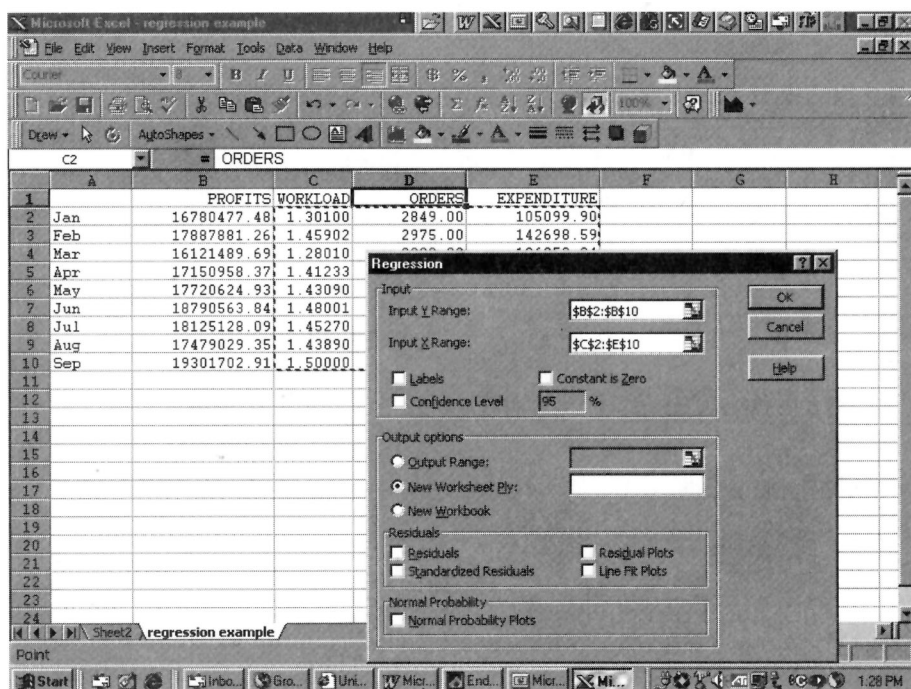 Microsoft Excel - regression example
File Edit View Insert Format Tools Data Window Help
Courier 8 B I U $ % ,
100%
Draw AutoShapes A
C2 = ORDERS
A B C D E F G H
1 PROFITS WORKLOAD ORDERS EXPENDITURE
2 Jan 16780477.48 1.30100 2849.00 105099.90
3 Feb 17887881.26 1.45902 2975.00 142698.59
4 Mar 16121489.69 1.28010
5 Apr 17150958.37 1.41233
6 May 17720624.93 1.43090
7 Jun 18790563.84 1.48001
8 Jul 18125128.09 1.45270
9 Aug 17479029.35 1.43890
10 Sep 19301702.91 1.50000
11
12
13
14
15
16
17
18
19
20
21
22
23
24
Regression
Input
Input Y Range: $B$2:$B$10
Input X Range: $C$2:$E$10
Labels Constant is Zero
Confidence Level 95 %
OK
Cancel
Help
Output options
Output Range:
New Worksheet Ply:
New Workbook
Residuals
Residuals Residual Plots
Standardized Residuals Line Fit Plots
Normal Probability
Normal Probability Plots
Sheet2 regression example
Point
Start Inbo... Gro... Uni... Micr... End... Micr... Mi... 1:28 PM